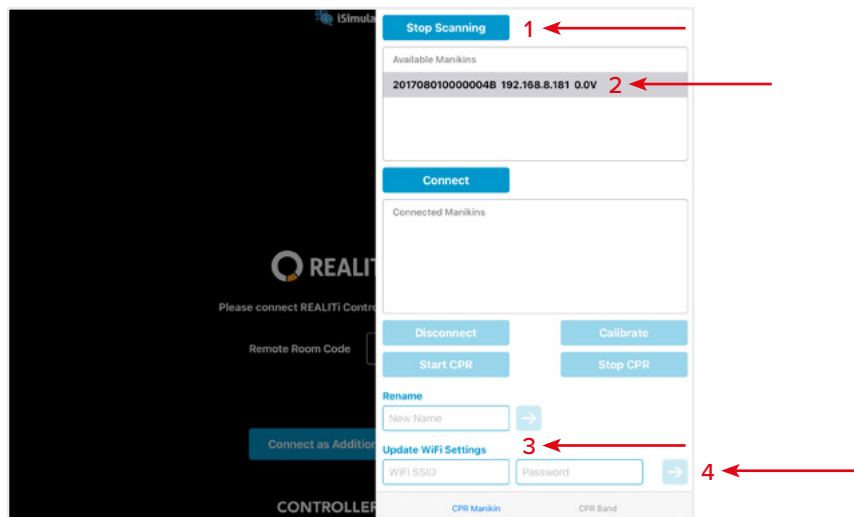 iSimula
Stop Scanning 1
Available Manikins
201708010000004B 192.168.8.181 0.0V 2
Connect
Connected Manikins
REALIT
Please connect REALITi Contro
Remote Room Code
Disconnect Calibrate
Start CPR Stop CPR
Rename
New Name
Connect as Addition
Update WiFi Settings 3
WiFi SSID Password 4
CONTROLLER
CPR Manikin CPR Band